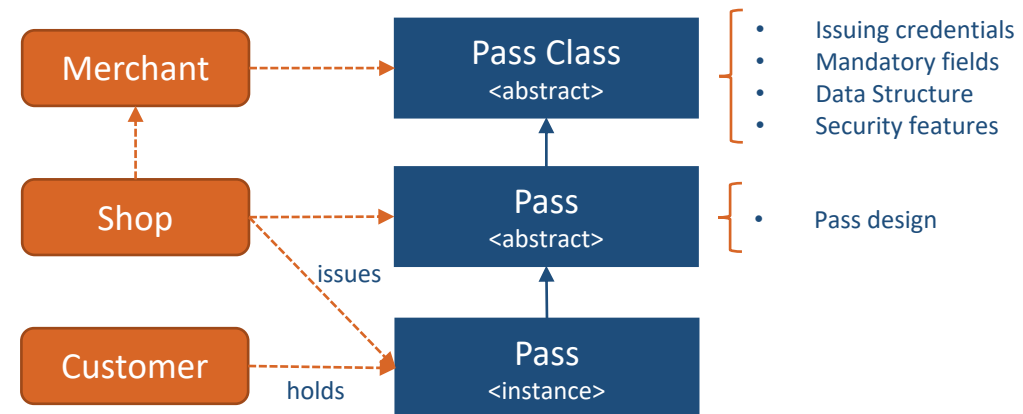 Merchant
Pass Class
<abstract>
• Issuing credentials
• Mandatory fields
• Data Structure
• Security features
Shop
Pass
<abstract>
• Pass design
issues
Customer
holds
Pass
<instance>